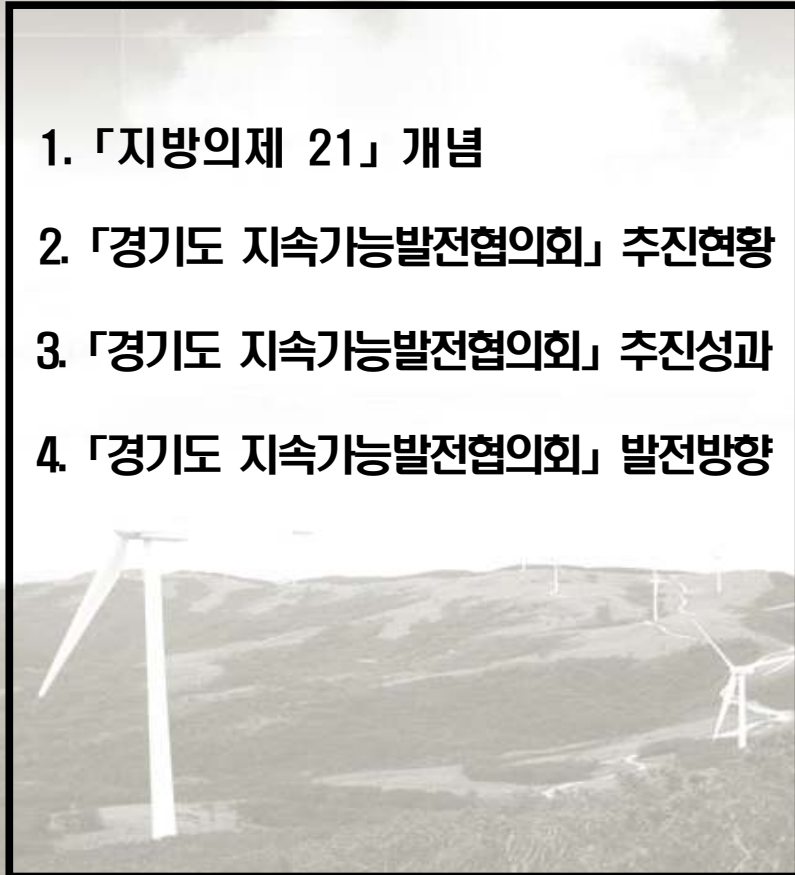 1. 「지방의제 21」 개념
2. 「경기도 지속가능발전협의회」 추진현황
3. 「경기도 지속가능발전협의회」 추진성과
4. 「경기도 지속가능발전협의회」 발전방향